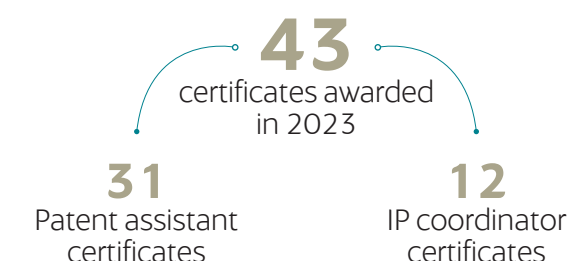 43
certificates awarded
in 2023
31
Patent assistant
certificates
12
IP coordinator
certificates